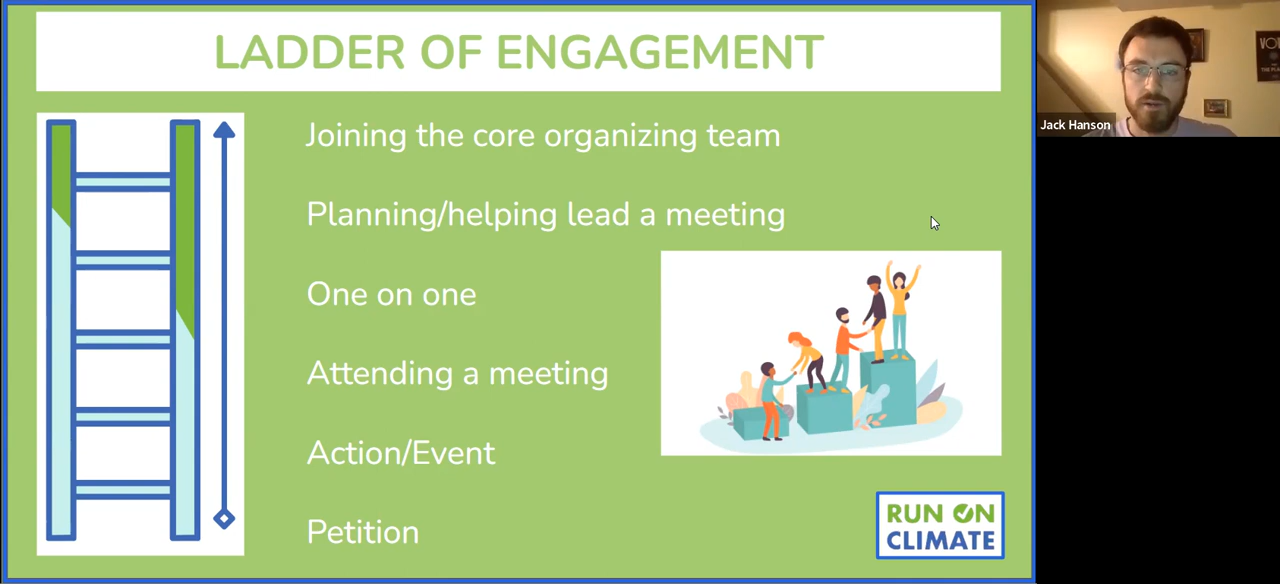 LADDER OF ENGAGEMENT
Joining the core organizing team
Planning/helping lead a meeting
One on one
Attending a meeting
Action/Event
Petition
RUN ON
CLIMATE
Jack Hanson